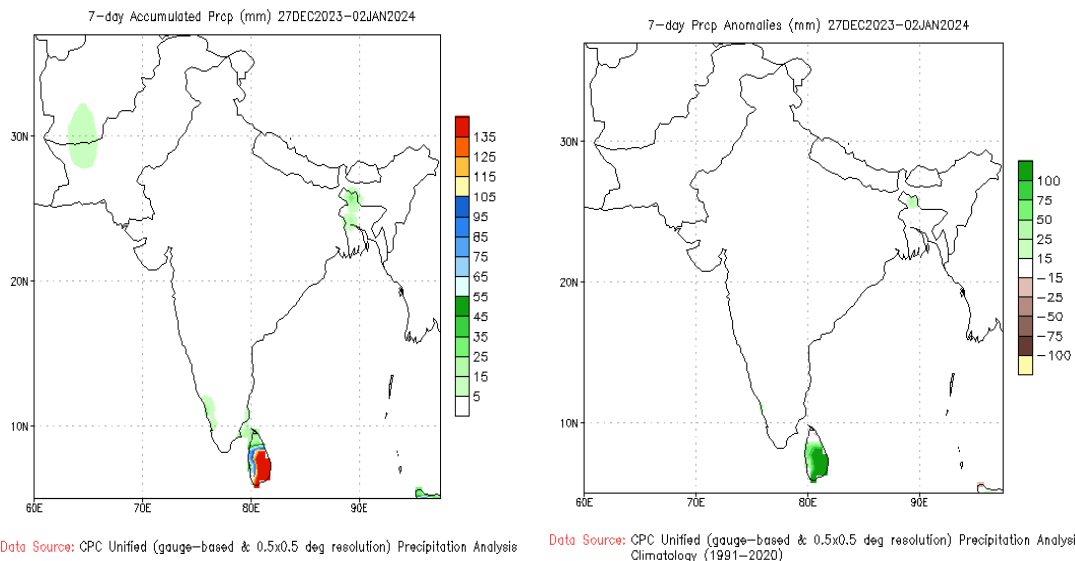 7-day Accumulated Prcp (mm) 27DEC2023-02JAN2024
30N
20N
10N
60E
70E
80E
90E
135
125
115
105
95
85
75
65
55
45
35
25
15
5
Data Source: CPC Unified (gauge-based & 0.5x0.5 deg resolution) Precipitation Analysis
7-day Prcp Anomalies (mm) 27DEC2023-02JAN2024
30N
20N
10N
60E
70E
80E
90E
100
75
50
25
15
-15
-25
-50
-75
-100
Data Source: CPC Unified (gauge-based & 0.5x0.5 deg resolution) Precipitation Analysi
Climatology (1991-2020)